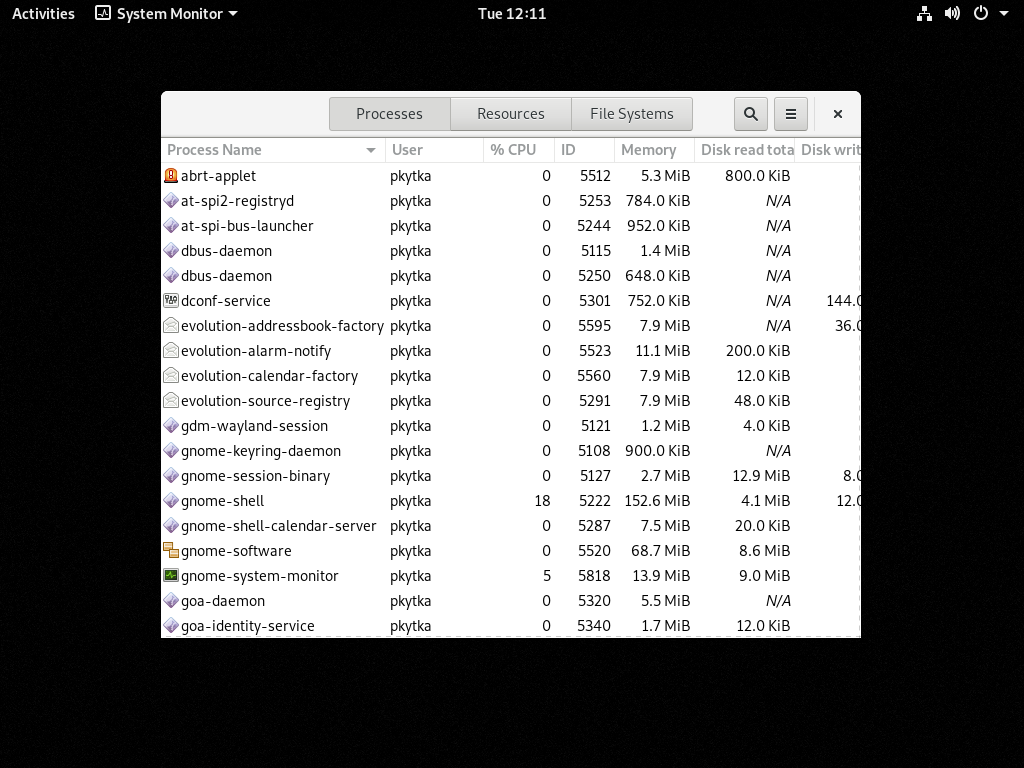 Activities System Monitor Tue 12:11
Processes Resources File Systems
Process Name User % CPU ID Memory Disk read tota Disk writ
abrt-applet pkytka 0 5512 5.3 MiB 800.0 KiB
at-spi2-registryd pkytka 0 5253 784.0 KiB N/A
at-spi-bus-launcher pkytka 0 5244 952.0 KiB N/A
dbus-daemon pkytka 0 5115 1.4 MiB N/A
dbus-daemon pkytka 0 5250 648.0 KiB N/A
dconf-service pkytka 0 5301 752.0 KiB N/A 144.0
evolution-addressbook-factory pkytka 0 5595 7.9 MiB N/A 36.0
evolution-alarm-notify pkytka 0 5523 11.1 MiB 200.0 KiB
evolution-calendar-factory pkytka 0 5560 7.9 MiB 12.0 KiB
evolution-source-registry pkytka 0 5291 7.9 MiB 48.0 KiB
gdm-wayland-session pkytka 0 5121 1.2 MiB 4.0 KiB
gnome-keyring-daemon pkytka 0 5108 900.0 KiB N/A
gnome-session-binary pkytka 0 5127 2.7 MiB 12.9 MiB 8.0
gnome-shell pkytka 18 5222 152.6 MiB 4.1 MiB 12.0
gnome-shell-calendar-server pkytka 0 5287 7.5 MiB 20.0 KiB
gnome-software pkytka 0 5520 68.7 MiB 8.6 MiB
gnome-system-monitor pkytka 5 5818 13.9 MiB 9.0 MiB
goa-daemon pkytka 0 5320 5.5 MiB N/A
goa-identity-service pkytka 0 5340 1.7 MiB 12.0 KiB